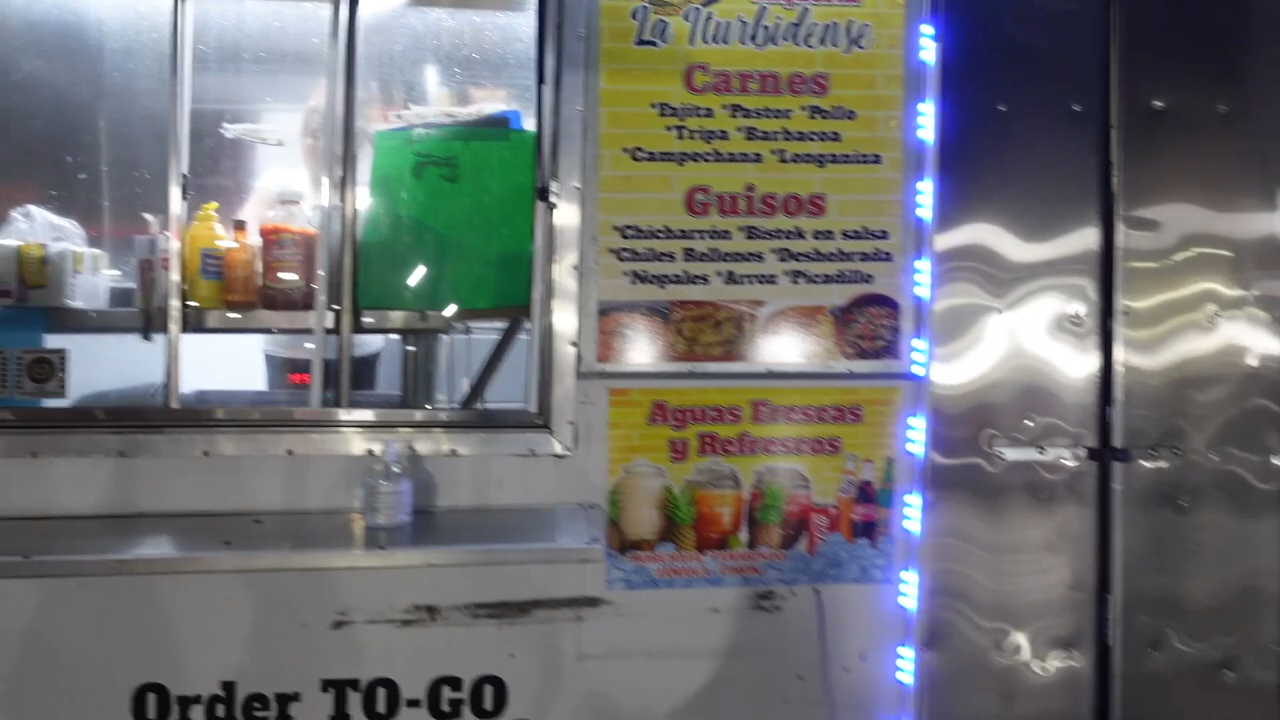 La Iturbidense
Carnes
*Fajita *Pastor *Pollo
*Tripa *Barbacoa
*Campechana *Longaniza
Guisos
*Chicharrón *Bistek en salsa
*Chiles Rellenos *Deshebrada
*Nopales *Arroz *Picadillo
Aguas Frescas
y Refrescos
Order TO-GO